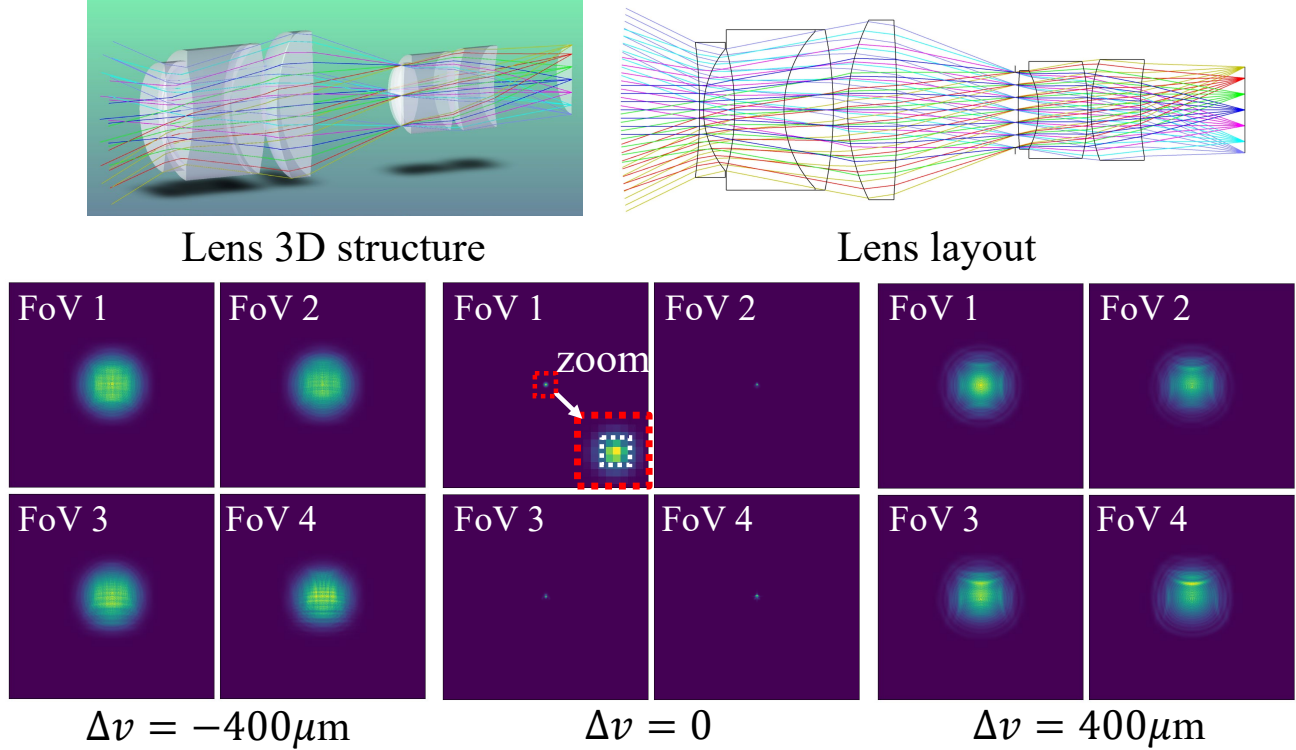 Lens 3D structure
Lens layout
FoV 1
FoV 2
FoV 1
zoom
FoV 2
FoV 1
FoV 2
FoV 3
FoV 4
FoV 3
FoV 4
FoV 3
FoV 4
Δv = −400μm
Δv = 0
Δv = 400μm